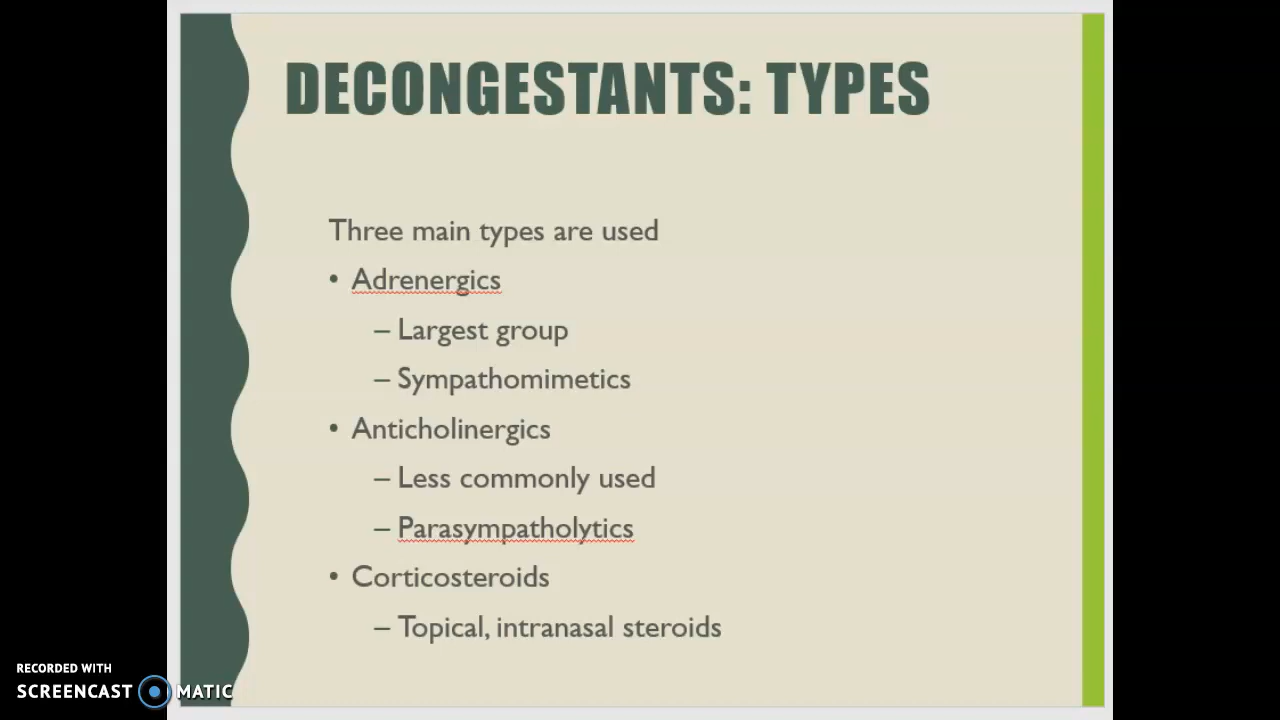 DECONGESTANTS: TYPES
Three main types are used
• Adrenergics
– Largest group
– Sympathomimetics
• Anticholinergics
– Less commonly used
– Parasympatholytics
• Corticosteroids
– Topical, intranasal steroids
RECORDED WITH
SCREENCAST MATIC